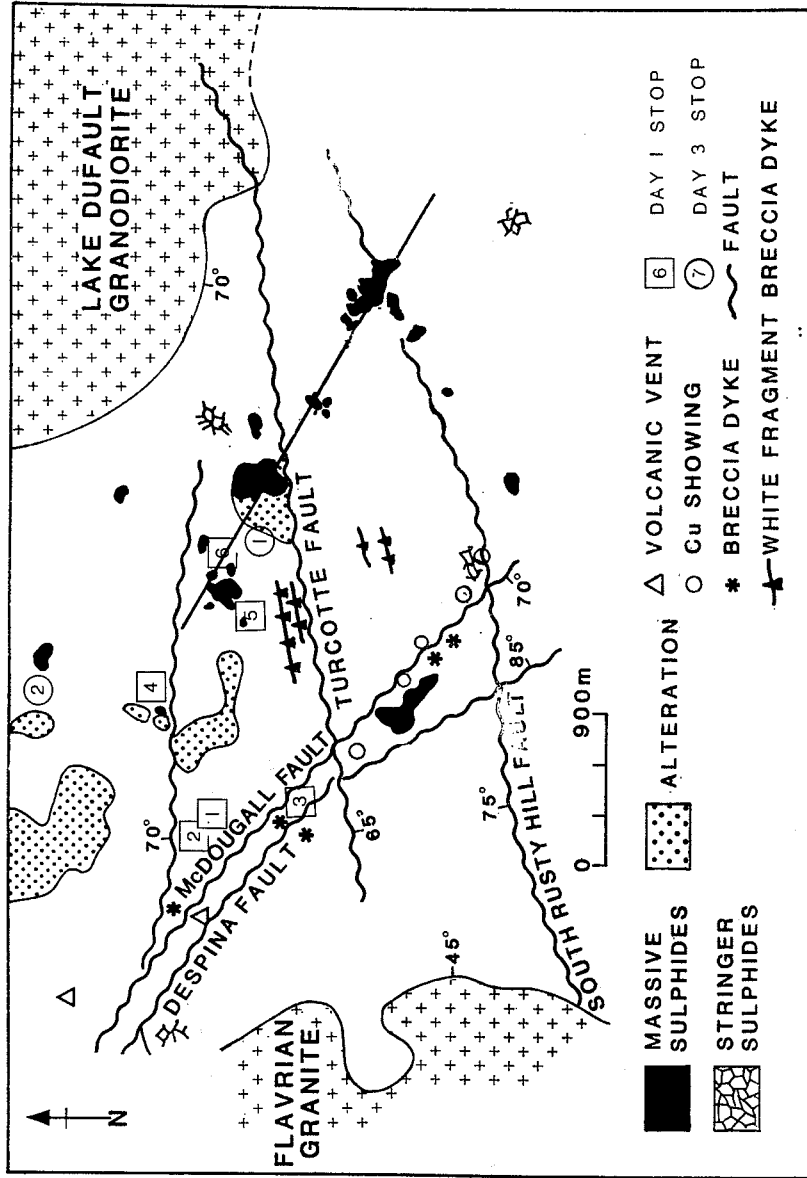 N
LAKE DUFAULT
GRANODIORITE
70°
2
4
70°
2
1
6
5
1
McDOUGALL FAULT
DESPINA FAULT
TURCOTTE FAULT
3
65°
FLAVRIAN
GRANITE
45°
SOUTH RUSTY HILL FAULT
75°
85°
70°
0
900m
MASSIVE
SULPHIDES
STRINGER
SULPHIDES
ALTERATION
VOLCANIC VENT
Cu SHOWING
BRECCIA DYKE
WHITE FRAGMENT BRECCIA DYKE
6 DAY 1 STOP
7 DAY 3 STOP
FAULT